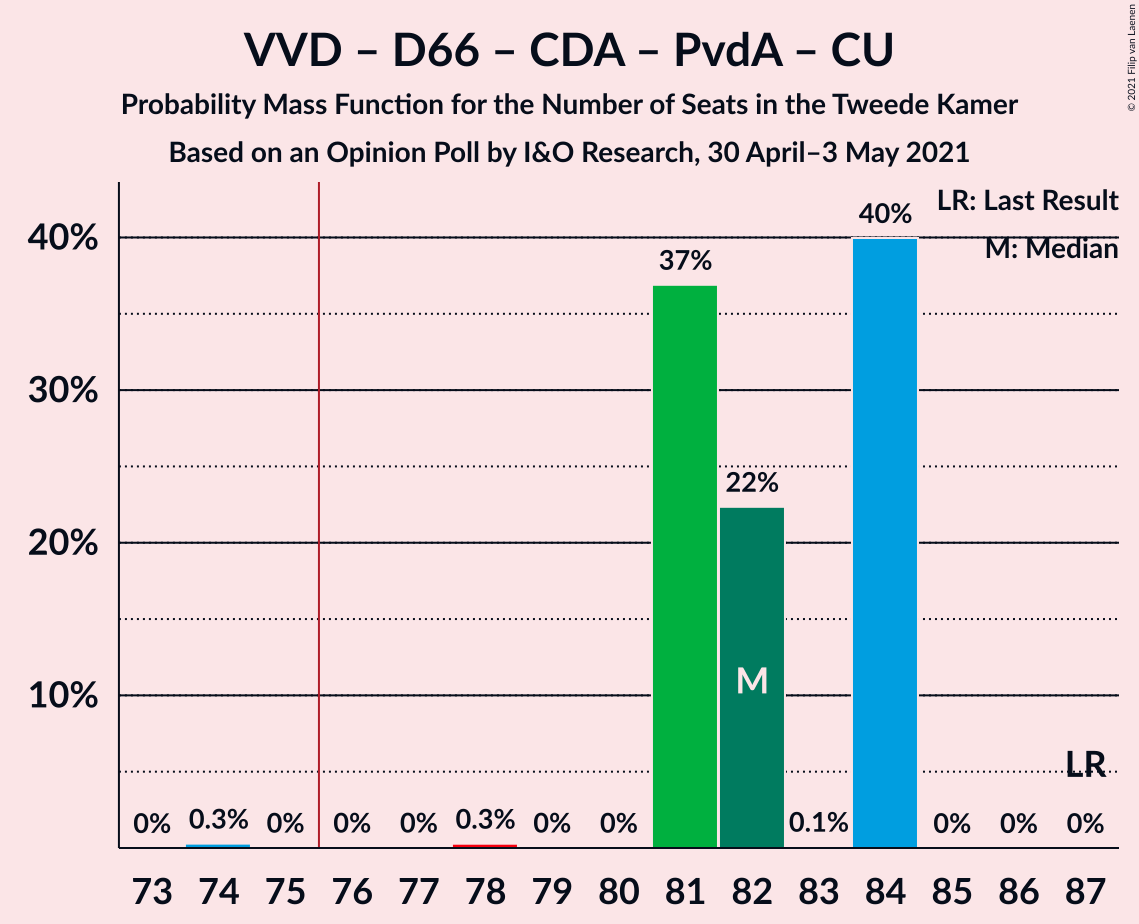 VVD – D66 – CDA – PvdA – CU
Probability Mass Function for the Number of Seats in the Tweede Kamer
Based on an Opinion Poll by I&O Research, 30 April–3 May 2021
© 2021 Filip van Laenen
LR: Last Result
M: Median
40%
30%
20%
10%
0% 0.3% 0% 0% 0% 0.3% 0% 0% 37% 22% 0.1% 40% 0% 0% 0%
M
LR
73 74 75 76 77 78 79 80 81 82 83 84 85 86 87